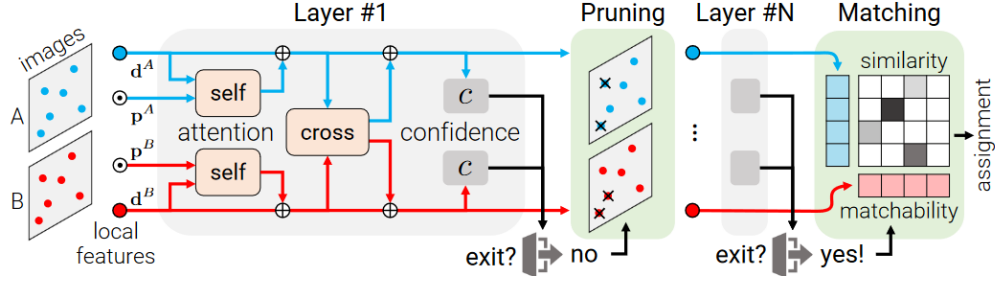 Layer #1
Pruning
Layer #N
Matching
images
A
B
d^A
p^A
p^B
d^B
local
features
self
attention
self
cross
confidence
c
c
exit?
no
...
exit?
yes!
similarity
matchability
assignment